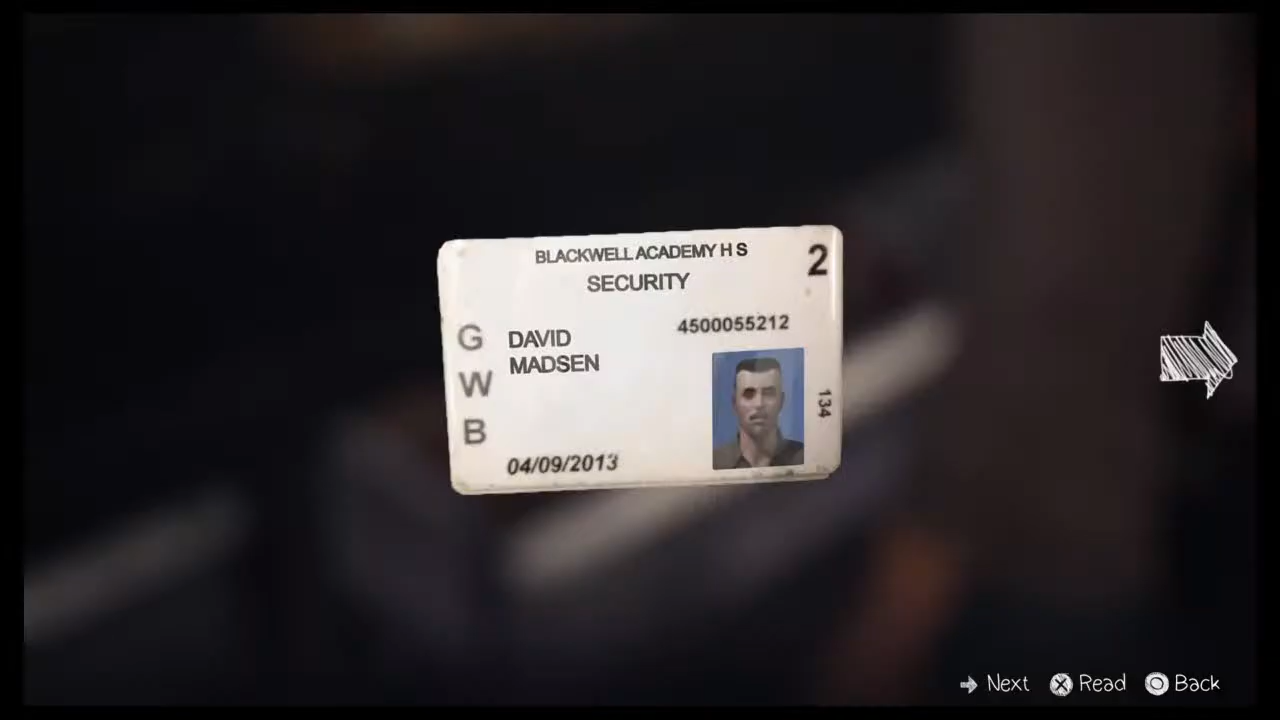 BLACKWELL ACADEMY H S
2
SECURITY
4500055212
G
DAVID
W
MADSEN
B
134
04/09/2013
Next
Read
Back